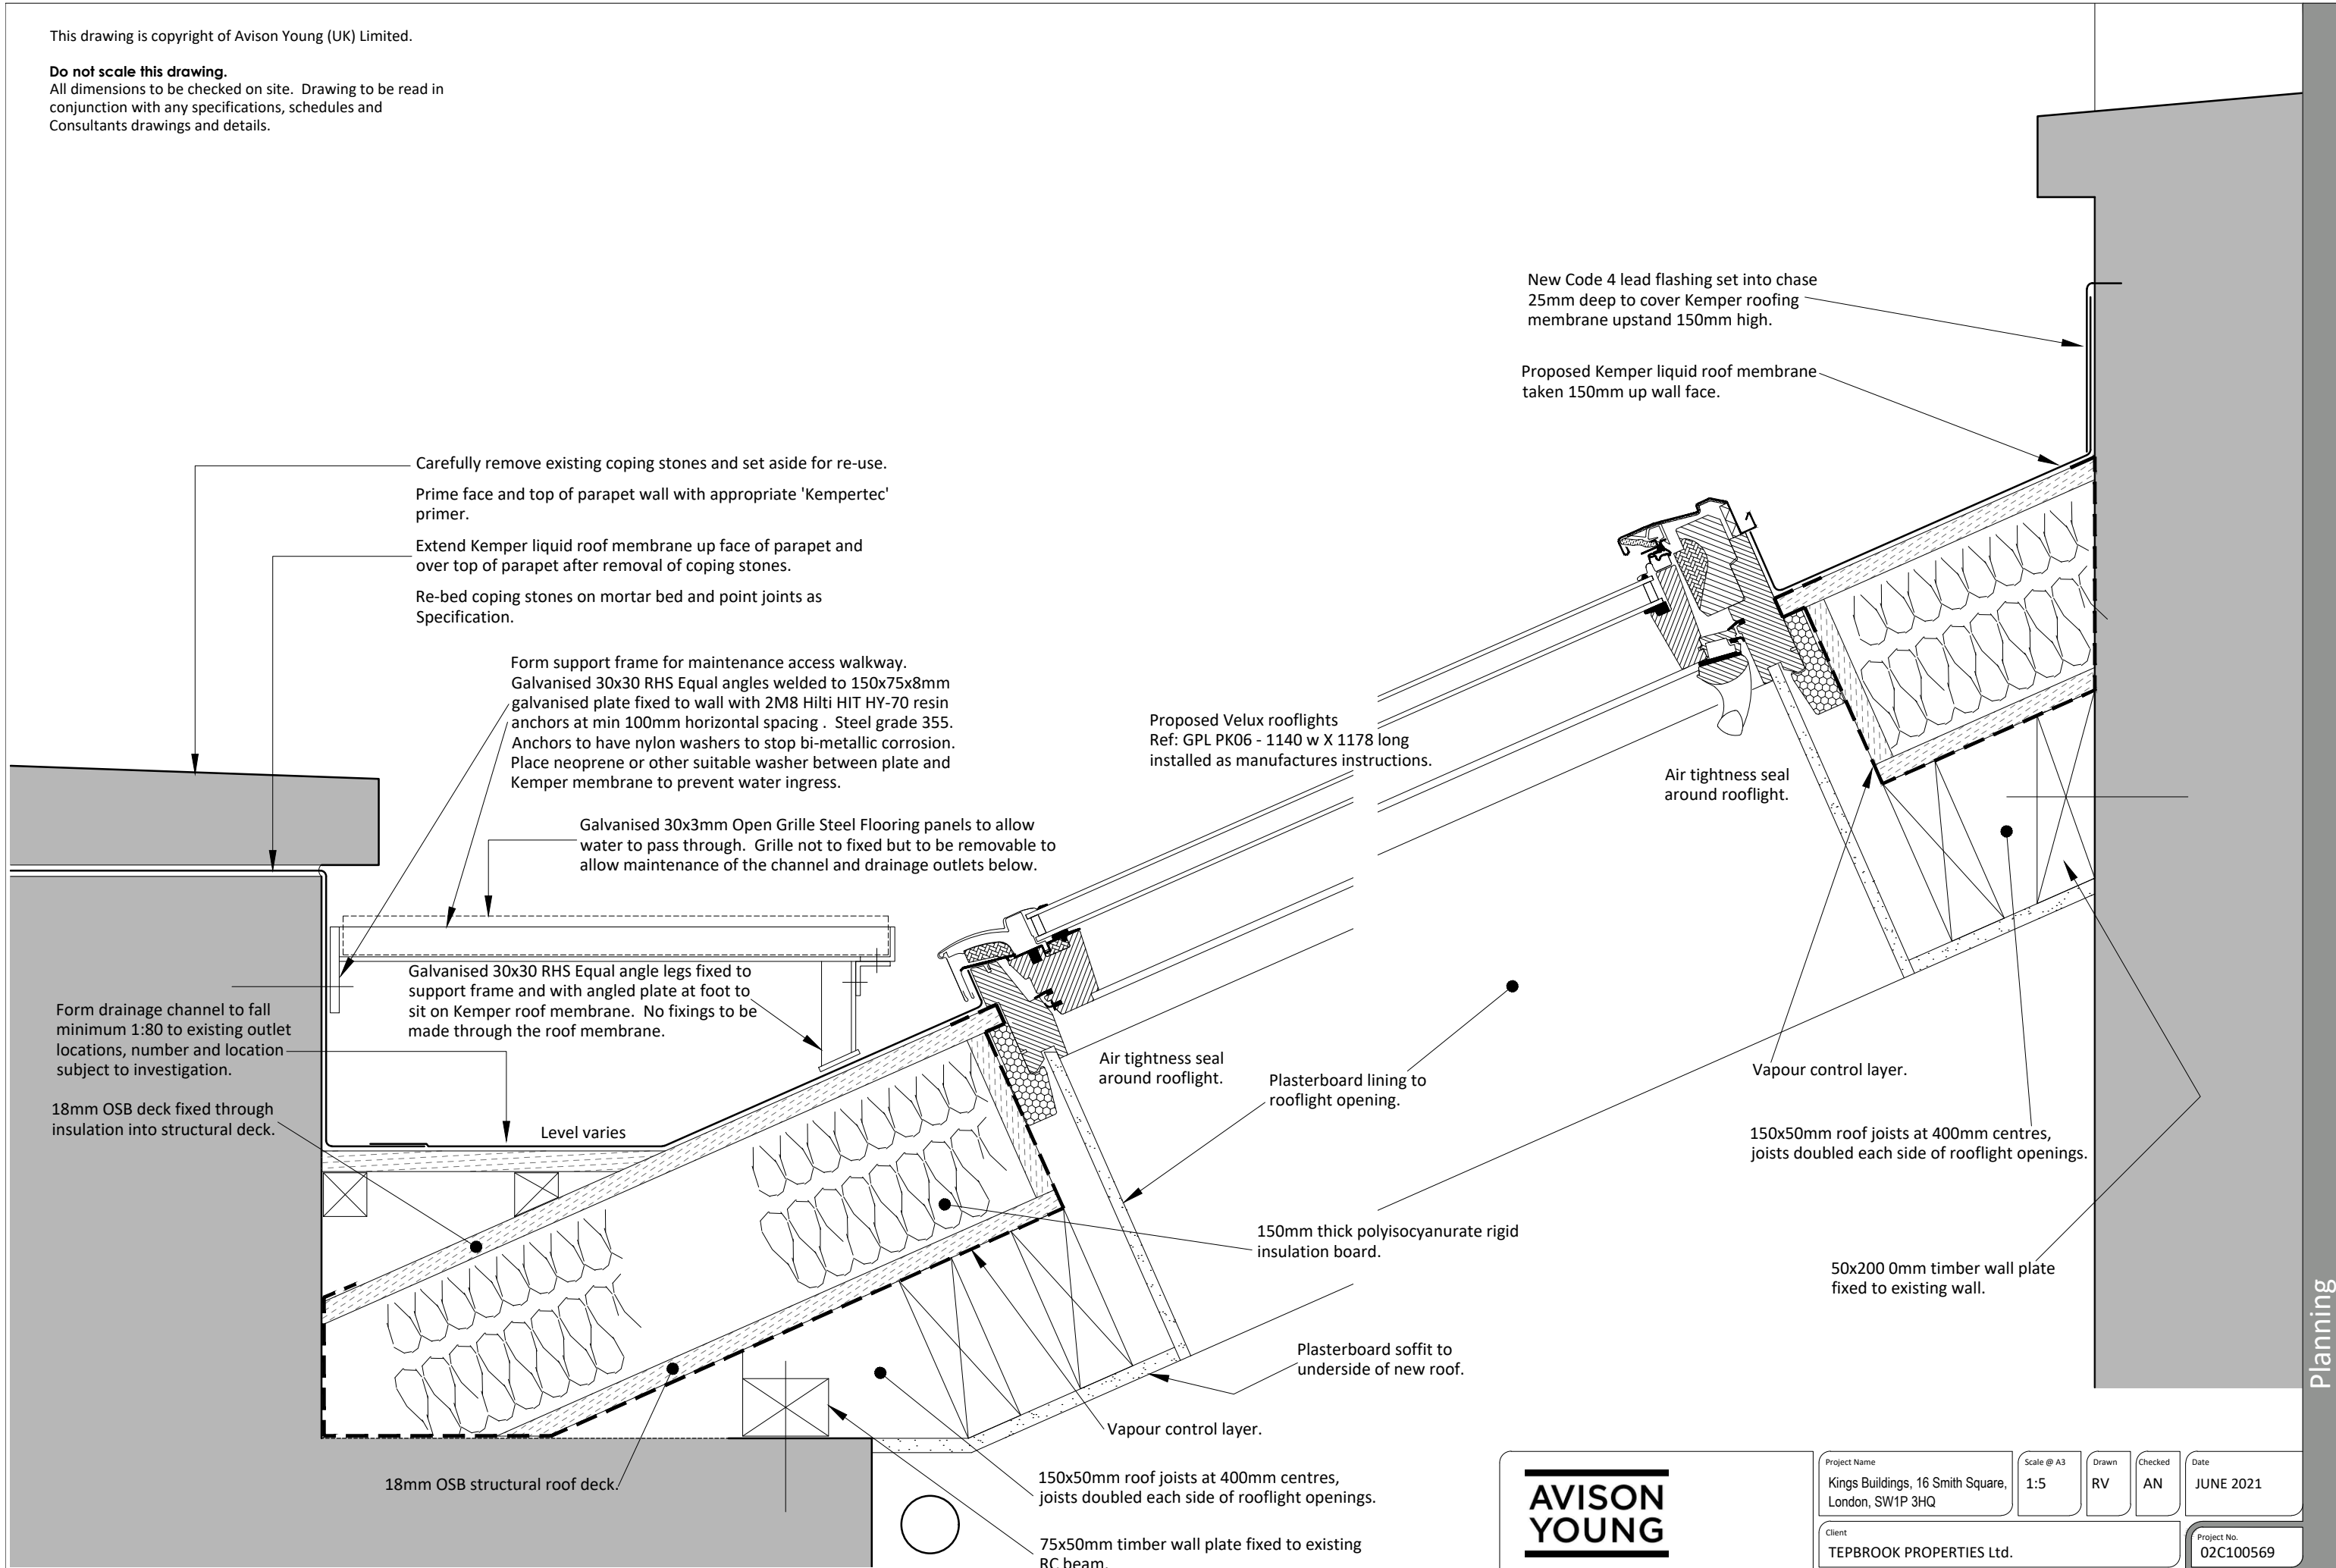 This drawing is copyright of Avison Young (UK) Limited.
Do not scale this drawing.
All dimensions to be checked on site. Drawing to be read in
conjunction with any specifications, schedules and
Consultants drawings and details.
New Code 4 lead flashing set into chase
25mm deep to cover Kemper roofing
membrane upstand 150mm high.
Proposed Kemper liquid roof membrane
taken 150mm up wall face.
Carefully remove existing coping stones and set aside for re-use.
Prime face and top of parapet wall with appropriate 'Kempertec'
primer.
Extend Kemper liquid roof membrane up face of parapet and
over top of parapet after removal of coping stones.
Re-bed coping stones on mortar bed and point joints as
Specification.
Form support frame for maintenance access walkway.
Galvanised 30x30 RHS Equal angles welded to 150x75x8mm
galvanised plate fixed to wall with 2M8 Hilti HIT HY-70 resin
anchors at min 100mm horizontal spacing . Steel grade 355.
Anchors to have nylon washers to stop bi-metallic corrosion.
Place neoprene or other suitable washer between plate and
Kemper membrane to prevent water ingress.
Proposed Velux rooflights
Ref: GPL PK06 - 1140 w X 1178 long
installed as manufactures instructions.
Air tightness seal
around rooflight.
Galvanised 30x3mm Open Grille Steel Flooring panels to allow
water to pass through. Grille not to fixed but to be removable to
allow maintenance of the channel and drainage outlets below.
Galvanised 30x30 RHS Equal angle legs fixed to
support frame and with angled plate at foot to
sit on Kemper roof membrane. No fixings to be
made through the roof membrane.
Form drainage channel to fall
minimum 1:80 to existing outlet
locations, number and location
subject to investigation.
18mm OSB deck fixed through
insulation into structural deck.
Level varies
Air tightness seal
around rooflight.
Plasterboard lining to
rooflight opening.
Vapour control layer.
150x50mm roof joists at 400mm centres,
joists doubled each side of rooflight openings.
150mm thick polyisocyanurate rigid
insulation board.
50x200 0mm timber wall plate
fixed to existing wall.
Plasterboard soffit to
underside of new roof.
Vapour control layer.
18mm OSB structural roof deck.
150x50mm roof joists at 400mm centres,
joists doubled each side of rooflight openings.
75x50mm timber wall plate fixed to existing
RC beam.
Planning
AVISON
YOUNG
Project Name
Kings Buildings, 16 Smith Square,
London, SW1P 3HQ
Scale @ A3
1:5
Drawn
RV
Checked
AN
Date
JUNE 2021
Client
TEPBROOK PROPERTIES Ltd.
Project No.
02C100569